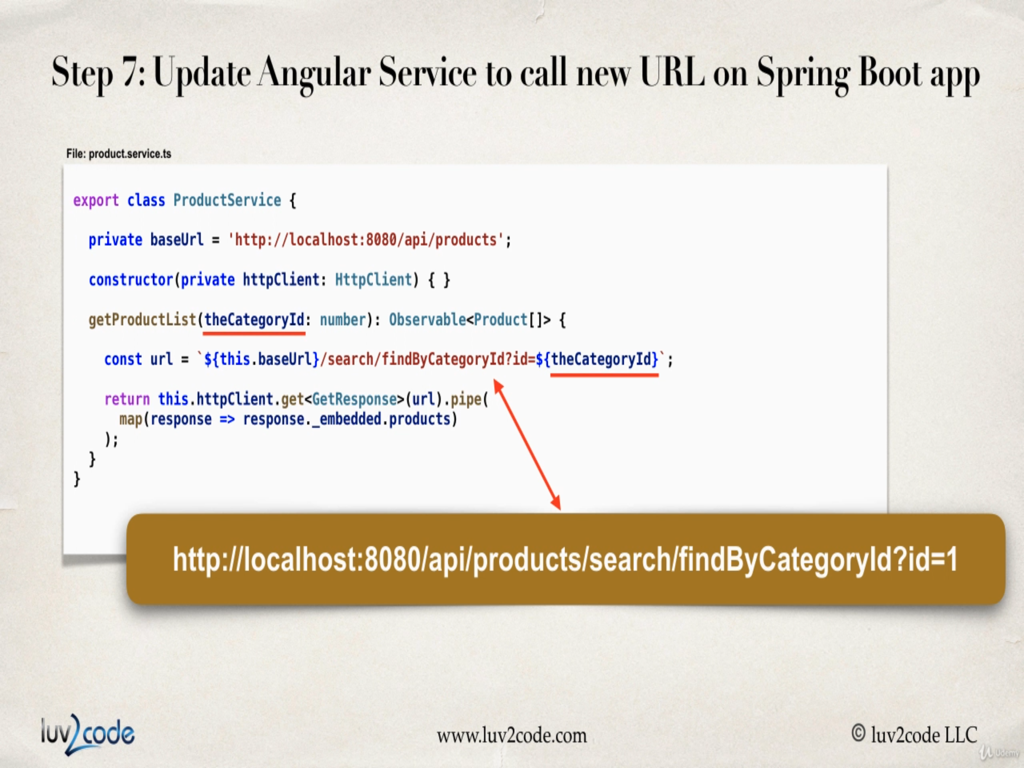 Step 7: Update Angular Service to call new URL on Spring Boot app
File: product.service.ts
export class ProductService {
private baseUrl = 'http://localhost:8080/api/products';
constructor(private httpClient: HttpClient) { }
getProductList(theCategoryId: number): Observable<Product[]> {
const url = `${this.baseUrl}/search/findByCategoryId?id=${theCategoryId}`;
return this.httpClient.get<GetResponse>(url).pipe(
map(response => response._embedded.products)
);
}
}
http://localhost:8080/api/products/search/findByCategoryId?id=1
luv2code
www.luv2code.com
© luv2code LLC
Udemy